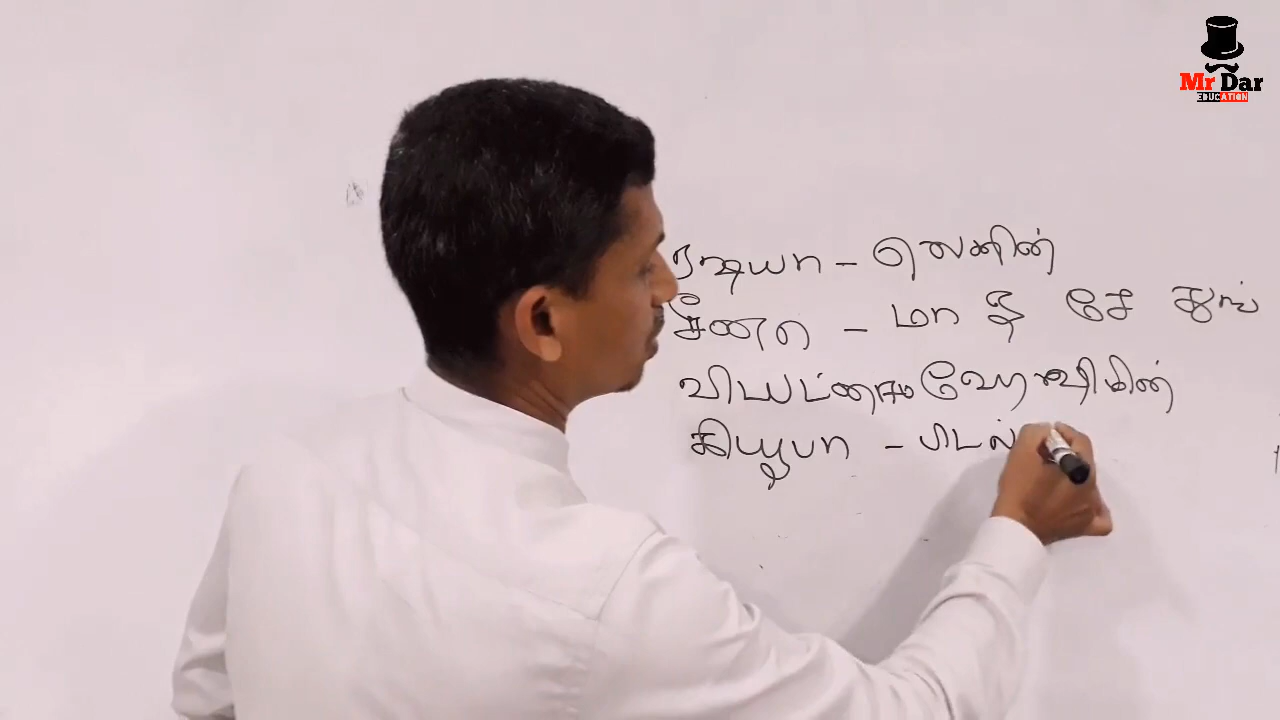 Mr Dar
EDUCATION
ரஷ்யா - லெனின்
சீனா - மா ஓ சே துங்
வியட்நாம் ஹோ ஷி மின்
கியூபா - பிடல்